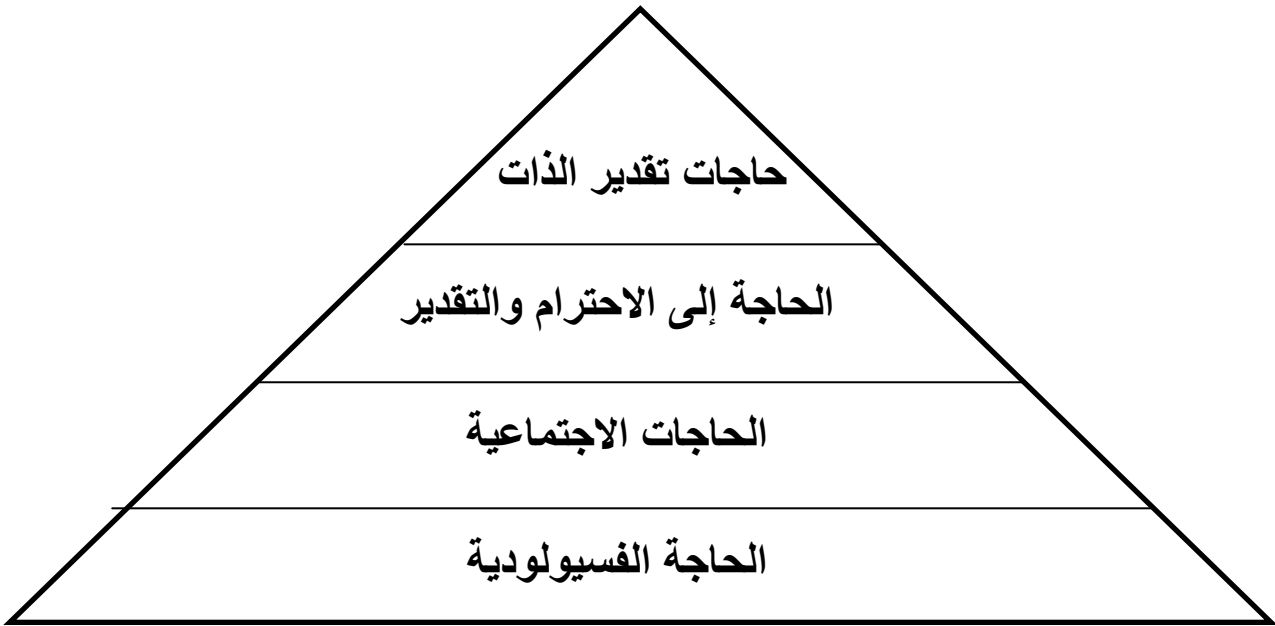 حاجات تقدير الذات
الحاجة إلى الاحترام والتقدير
الحاجات الاجتماعية
الحاجة الفسيولودية